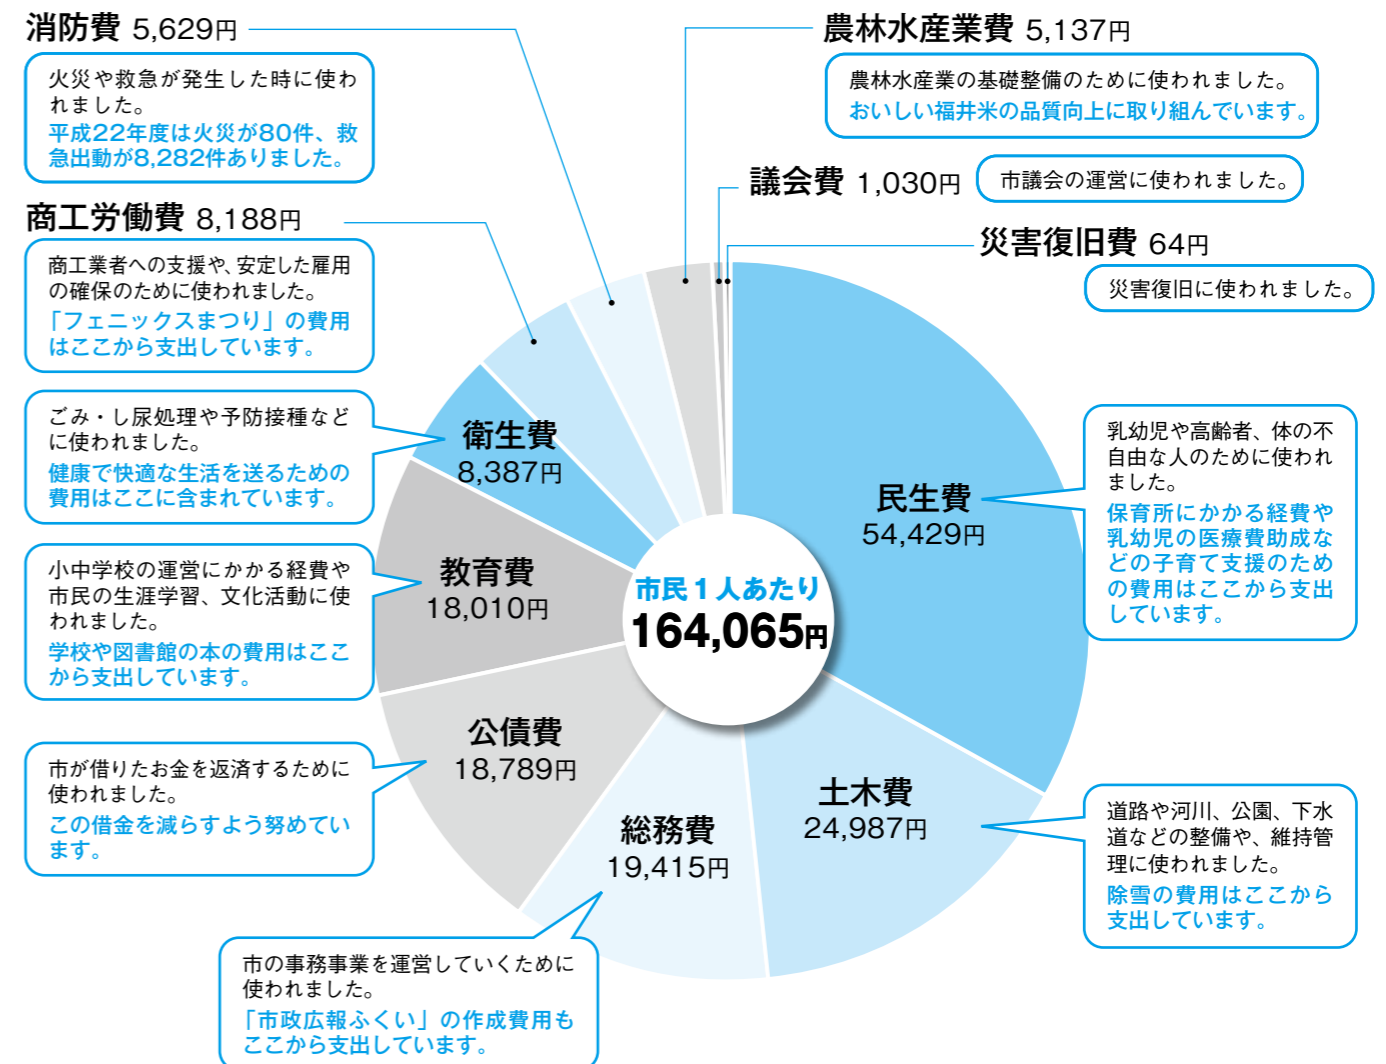 消防費 5,629円
火災や救急が発生した時に使わ
れました。
平成22年度は火災が80件、救
急出動が8,282件ありました。
農林水産業費 5,137円
農林水産業の基礎整備のために使われました。
おいしい福井米の品質向上に取り組んでいます。
議会費 1,030円
市議会の運営に使われました。
災害復旧費 64円
災害復旧に使われました。
商工労働費 8,188円
商工業者への支援や、安定した雇用
の確保のために使われました。
「フェニックスまつり」の費用
はここから支出しています。
ごみ・し尿処理や予防接種など
に使われました。
健康で快適な生活を送るための
費用はここに含まれています。
衛生費
8,387円
小中学校の運営にかかる経費や
市民の生涯学習、文化活動に使
われました。
学校や図書館の本の費用はここ
から支出しています。
教育費
18,010円
市が借りたお金を返済するために
使われました。
この借金を減らすよう努めてい
ます。
公債費
18,789円
市民1人あたり
164,065円
民生費
54,429円
乳幼児や高齢者、体の不
自由な人のために使われ
ました。
保育所にかかる経費や
乳幼児の医療費助成な
どの子育て支援のため
の費用はここから支出
しています。
土木費
24,987円
道路や河川、公園、下水
道などの整備や、維持管
理に使われました。
除雪の費用はここから
支出しています。
総務費
19,415円
市の事務事業を運営していくために
使われました。
「市政広報ふくい」の作成費用も
ここから支出しています。